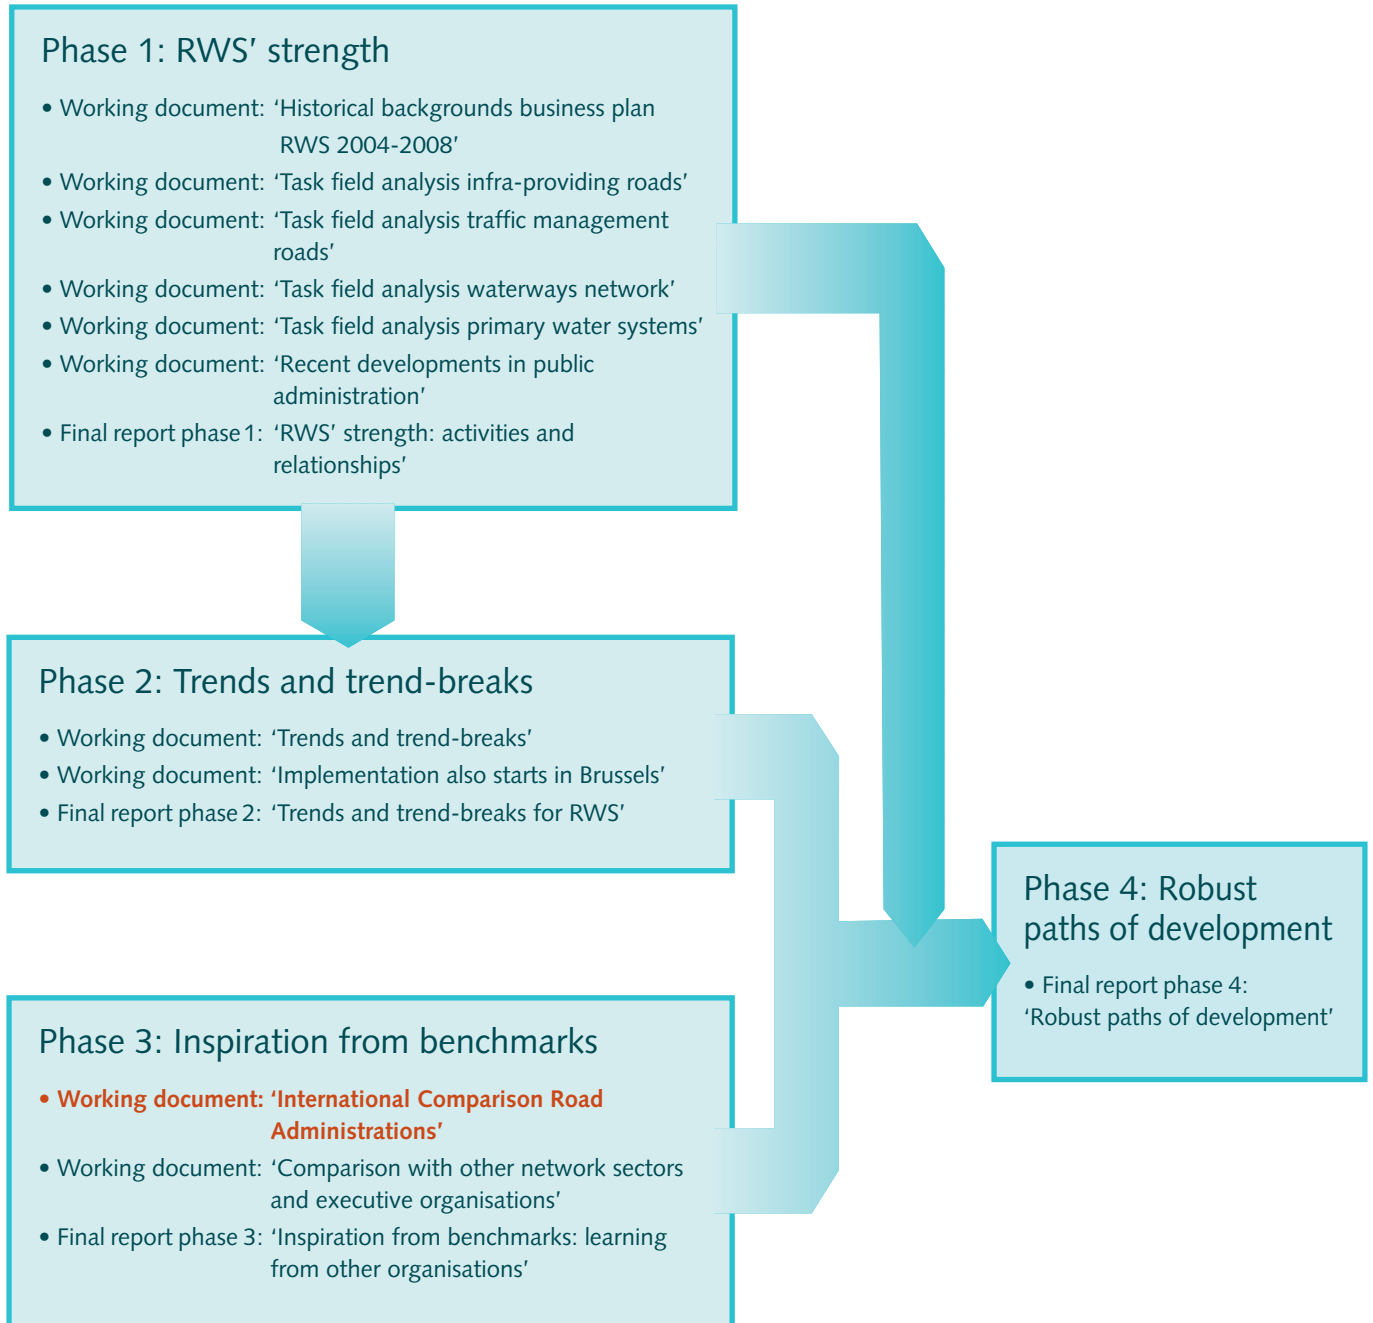 Phase 1: RWS’ strength
• Working document: ‘Historical backgrounds business plan
RWS 2004-2008’
• Working document: ‘Task field analysis infra-providing roads’
• Working document: ‘Task field analysis traffic management
roads’
• Working document: ‘Task field analysis waterways network’
• Working document: ‘Task field analysis primary water systems’
• Working document: ‘Recent developments in public
administration’
• Final report phase 1: ‘RWS’ strength: activities and
relationships’
Phase 2: Trends and trend-breaks
• Working document: ‘Trends and trend-breaks’
• Working document: ‘Implementation also starts in Brussels’
• Final report phase 2: ‘Trends and trend-breaks for RWS’
Phase 3: Inspiration from benchmarks
• Working document: ‘International Comparison Road
Administrations’
• Working document: ‘Comparison with other network sectors
and executive organisations’
• Final report phase 3: ‘Inspiration from benchmarks: learning
from other organisations’
Phase 4: Robust
paths of development
• Final report phase 4:
‘Robust paths of development’